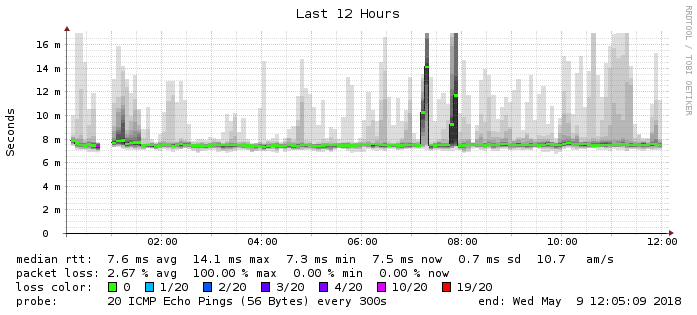 Last 12 Hours
RRDTOOL / TOBI OETIKER
Seconds
16 m
14 m
12 m
10 m
8 m
6 m
4 m
2 m
0
02:00 04:00 06:00 08:00 10:00 12:00
median rtt: 7.6 ms avg 14.1 ms max 7.3 ms min 7.5 ms now 0.7 ms sd 10.7 am/s
packet loss: 2.67 % avg 100.00 % max 0.00 % min 0.00 % now
loss color: 0 1/20 2/20 3/20 4/20 10/20 19/20
probe: 20 ICMP Echo Pings (56 Bytes) every 300s end: Wed May 9 12:05:09 2018